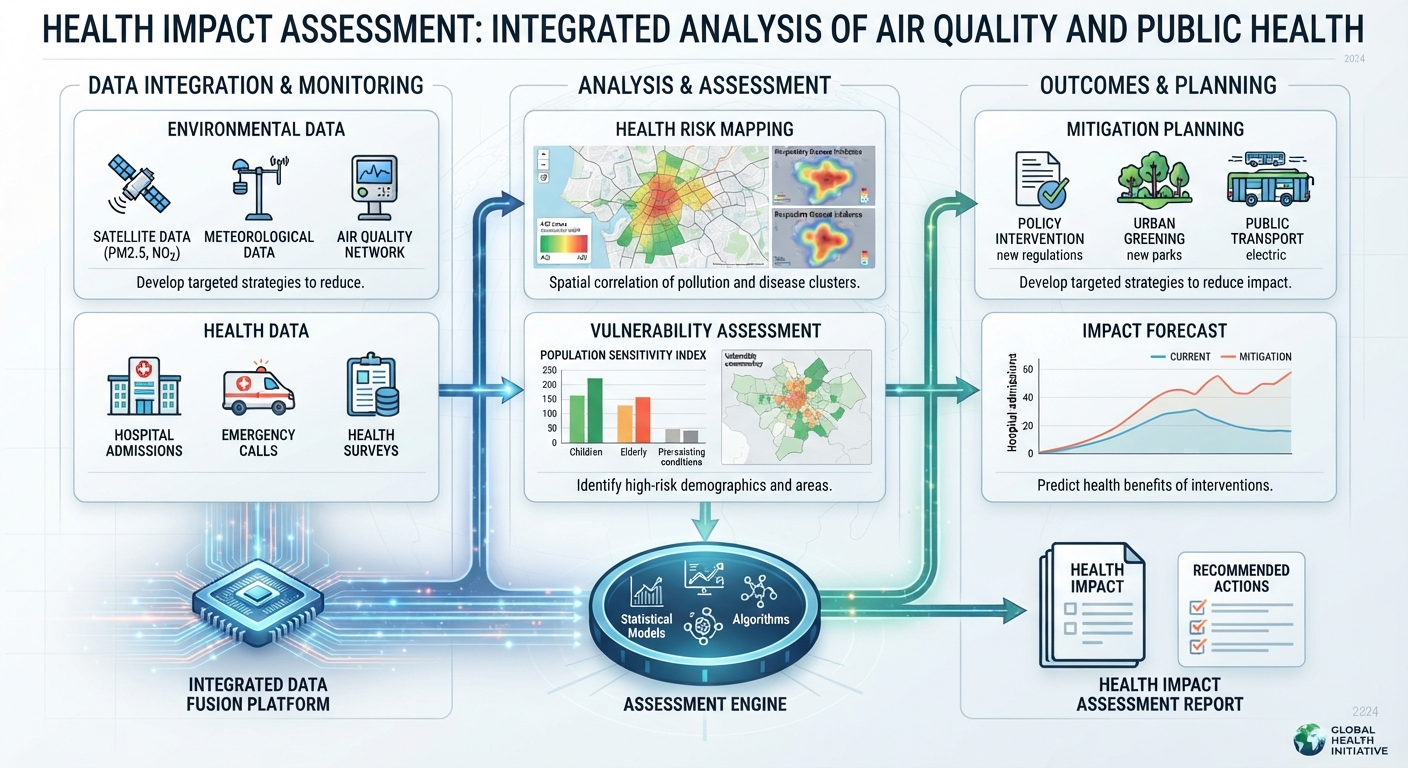 HEALTH IMPACT ASSESSMENT: INTEGRATED ANALYSIS OF AIR QUALITY AND PUBLIC HEALTH
2024
DATA INTEGRATION & MONITORING
ENVIRONMENTAL DATA
SATELLITE DATA
(PM2.5, NO₂)
METEOROLOGICAL
DATA
AIR QUALITY
NETWORK
Develop targeted strategies to reduce.
HEALTH DATA
HOSPITAL
ADMISSIONS
EMERGENCY
CALLS
HEALTH
SURVEYS
INTEGRATED DATA
FUSION PLATFORM
ANALYSIS & ASSESSMENT
HEALTH RISK MAPPING
Spatial correlation of pollution and disease clusters.
VULNERABILITY ASSESSMENT
POPULATION SENSITIVITY INDEX
250
200
150
100
50
0
Children
Elderly
Pre
conditions
Identify high-risk demographics and areas.
Statistical
Models
Algorithms
ASSESSMENT ENGINE
OUTCOMES & PLANNING
MITIGATION PLANNING
POLICY
INTERVENTION
new regulations
URBAN
GREENING
new parks
PUBLIC
TRANSPORT
electric
Develop targeted strategies to reduce impact.
IMPACT FORECAST
CURRENT
MITIGATION
Hospital admissions
60
40
20
0
Predict health benefits of interventions.
HEALTH
IMPACT
RECOMMENDED
ACTIONS
HEALTH IMPACT
ASSESSMENT REPORT
2224
GLOBAL
HEALTH
INITIATIVE